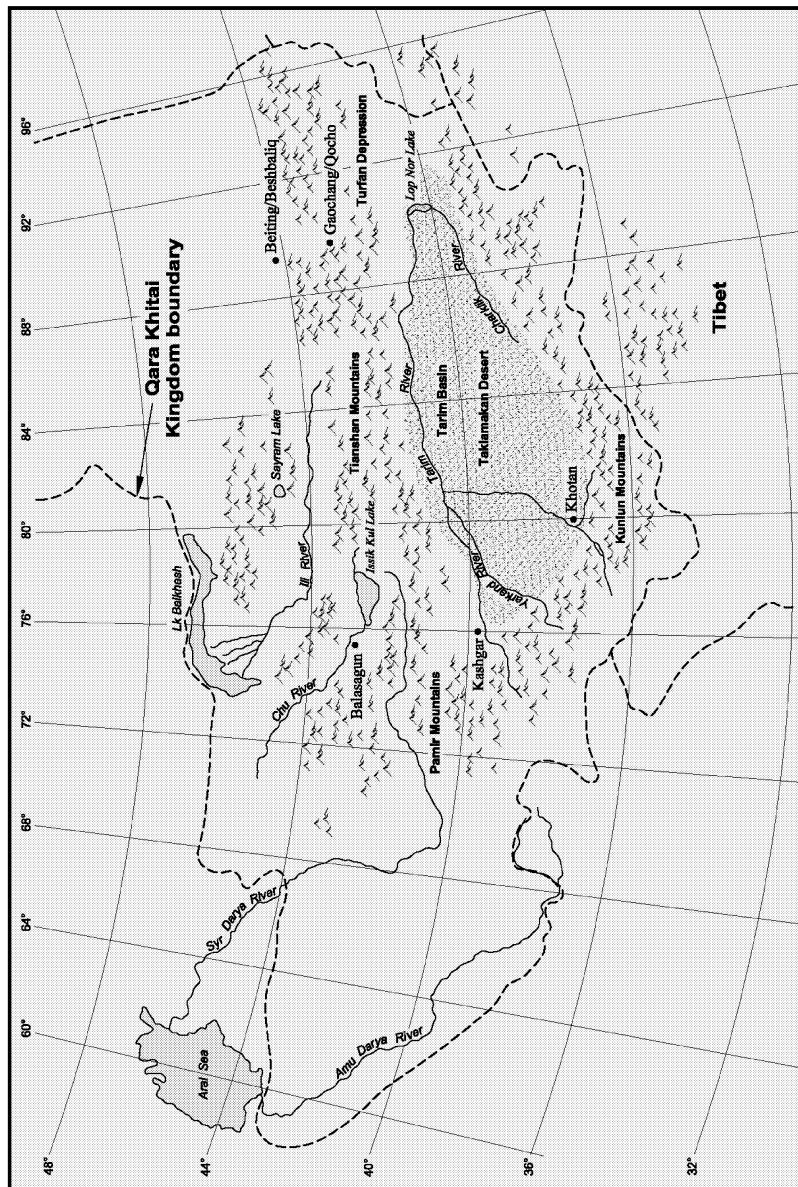 Qara Khitai
Kingdom boundary
60°
64°
68°
72°
76°
80°
84°
88°
92°
96°
48°
44°
40°
36°
32°
Aral Sea
Syr Darya River
Amu Darya River
Lk Balkhash
Chu River
Ili River
Sayram Lake
Balasagun
Issik Kul Lake
Tianshan Mountains
Beiting/Beshbaliq
Gaochang/Qocho
Turfan Depression
Pamir Mountains
Kashgar
Yarkand River
Tarim River
Tarim Basin
Taklamakan Desert
Lop Nor Lake
Charklik River
Khotan
Kunlun Mountains
Tibet